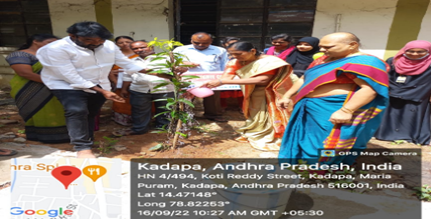 GPS Map Camera
Kadapa, Andhra Pradesh, India
HN 4/494, Koti Reddy Street, Kadapa, Maria
Puram, Kadapa, Andhra Pradesh 516001, India
Lat 14.47148°
Long 78.82253°
16/09/22 10:27 AM GMT +05:30
Google